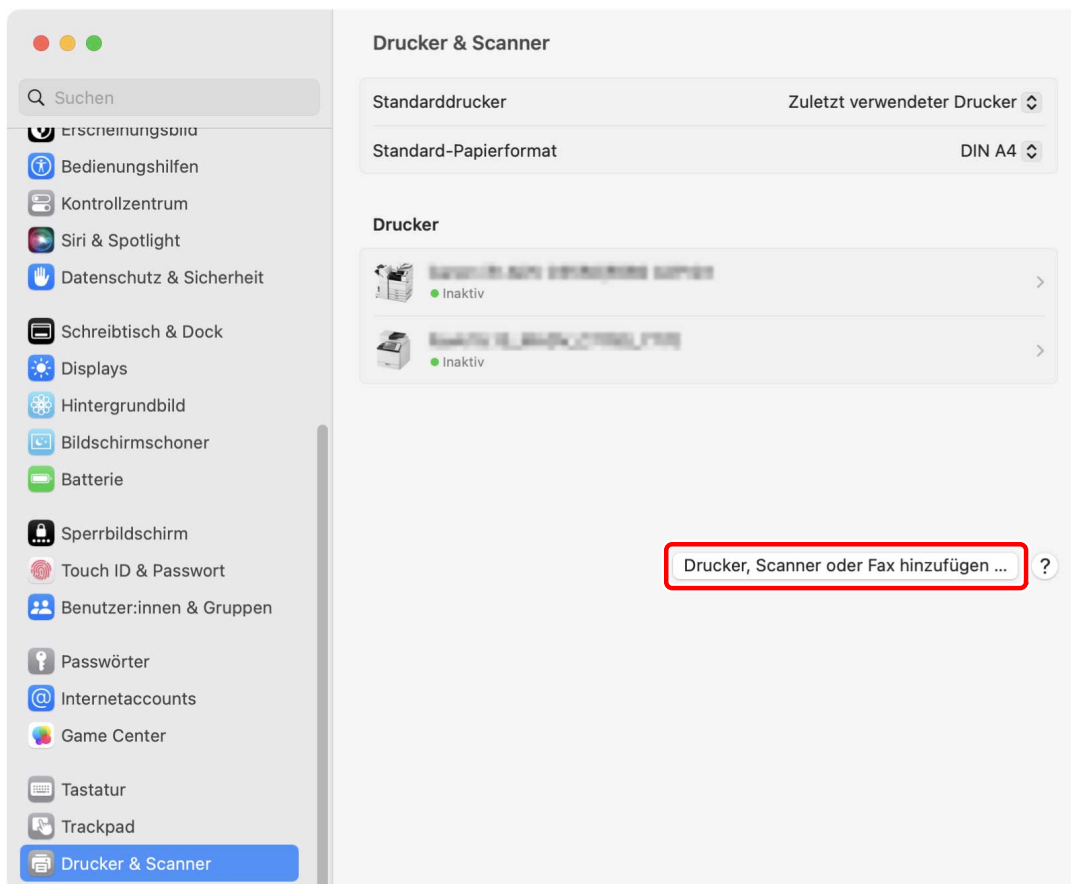 Suchen
Erscheinungsbild
Bedienungshilfen
Kontrollzentrum
Siri & Spotlight
Datenschutz & Sicherheit
Schreibtisch & Dock
Displays
Hintergrundbild
Bildschirmschoner
Batterie
Sperrbildschirm
Touch ID & Passwort
Benutzer:innen & Gruppen
Passwörter
Internetaccounts
Game Center
Tastatur
Trackpad
Drucker & Scanner
Drucker & Scanner
Standarddrucker Zuletzt verwendeter Drucker
Standard-Papierformat DIN A4
Drucker
Inaktiv
Inaktiv
Drucker, Scanner oder Fax hinzufügen ... ?